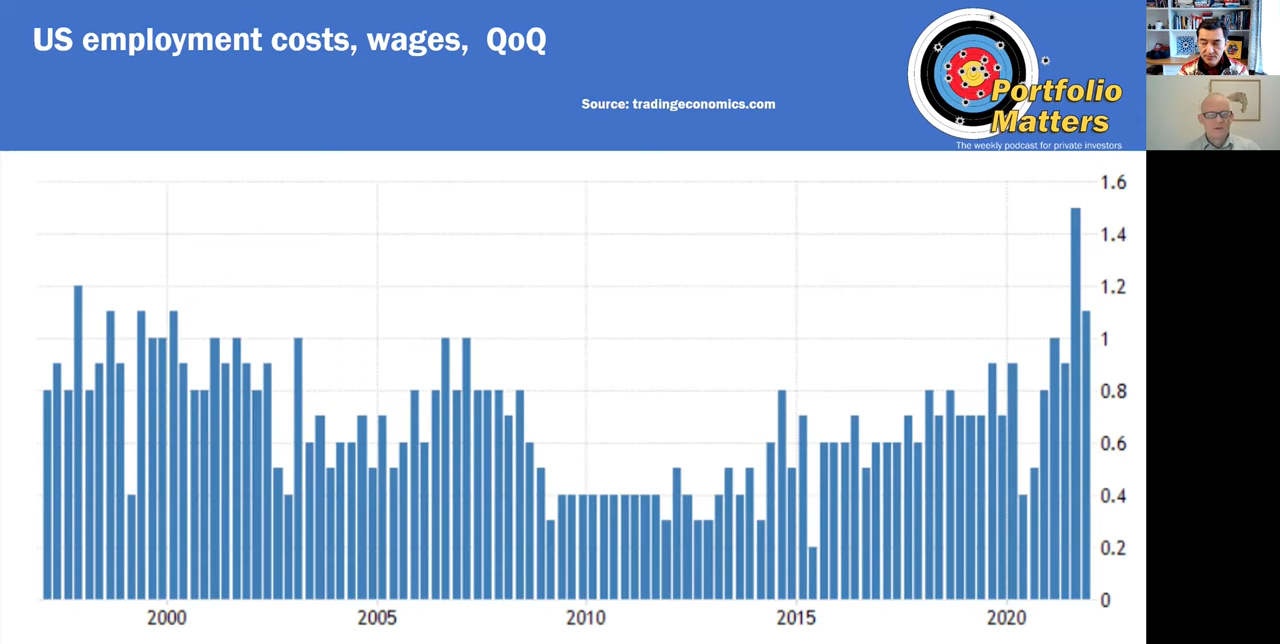 US employment costs, wages, QoQ
Source: tradingeconomics.com
Portfolio
Matters
The weekly podcast for private investors
1.6
1.4
1.2
1
0.8
0.6
0.4
0.2
0
2000 2005 2010 2015 2020